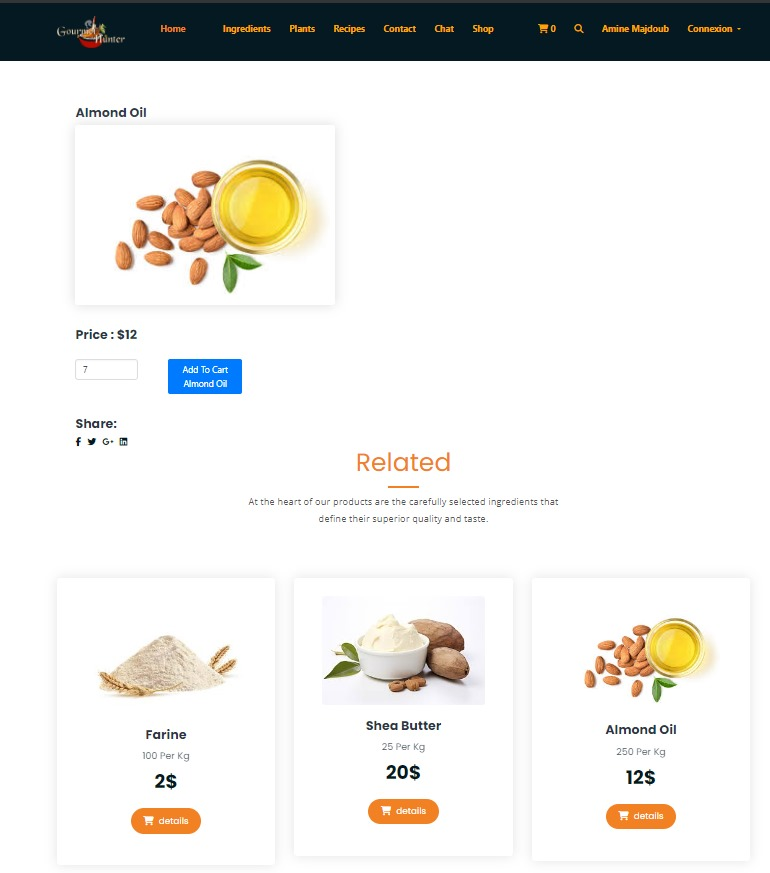 Gourmet Hunter
Home Ingredients Plants Recipes Contact Chat Shop 0 Amine Majdoub Connexion
Almond Oil
Price : $12
7
Add To Cart
Almond Oil
Share:
Related
At the heart of our products are the carefully selected ingredients that
define their superior quality and taste.
Farine
100 Per Kg
2$
details
Shea Butter
25 Per Kg
20$
details
Almond Oil
250 Per Kg
12$
details